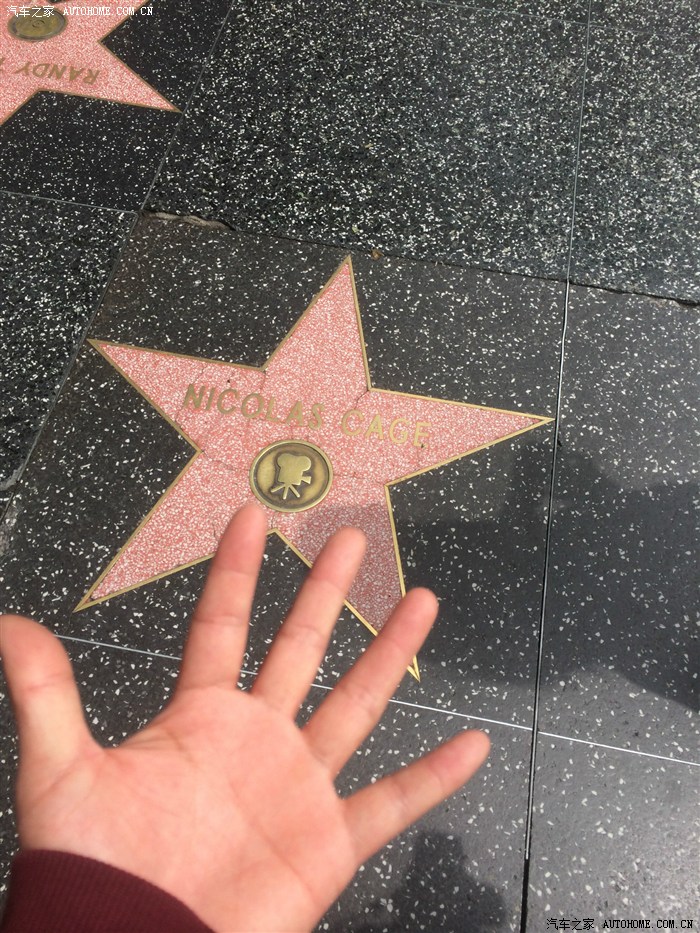 汽车之家 AUTOHOME.COM.CN
RANDY
NICOLAS CAGE
汽车之家 AUTOHOME.COM.CN